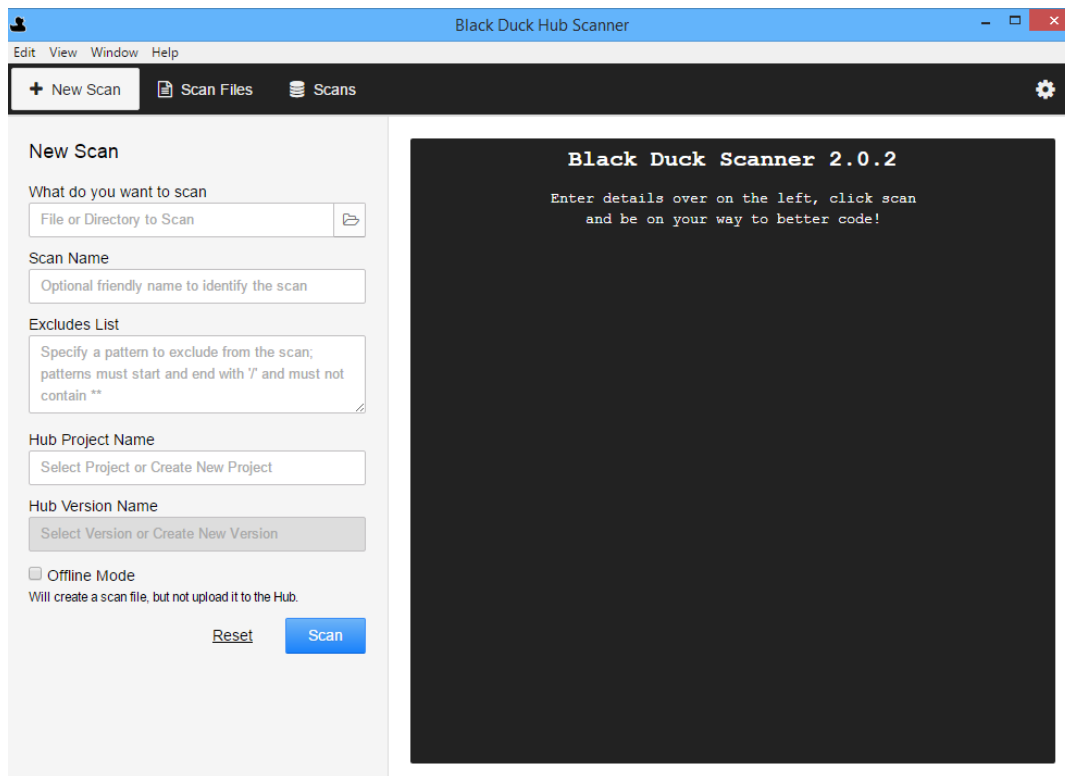 Black Duck Hub Scanner
Edit View Window Help
New Scan Scan Files Scans
New Scan
What do you want to scan
File or Directory to Scan
Scan Name
Optional friendly name to identify the scan
Excludes List
Specify a pattern to exclude from the scan;
patterns must start and end with '/' and must not
contain **
Hub Project Name
Select Project or Create New Project
Hub Version Name
Select Version or Create New Version
Offline Mode
Will create a scan file, but not upload it to the Hub.
Reset Scan
Black Duck Scanner 2.0.2
Enter details over on the left, click scan
and be on your way to better code!